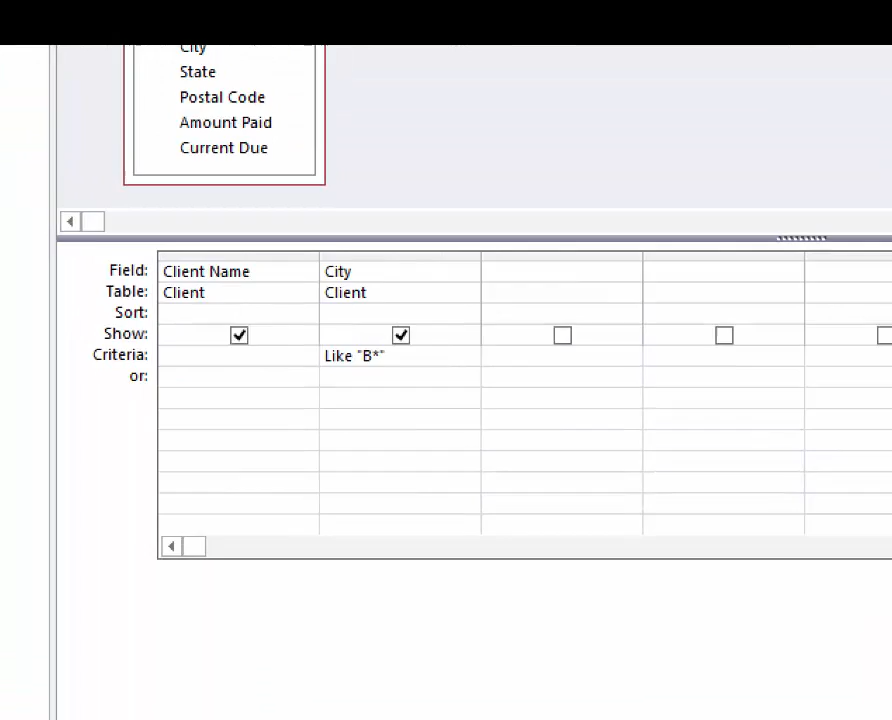 City
State
Postal Code
Amount Paid
Current Due
Field: Client Name City
Table: Client Client
Sort:
Show:
Criteria: Like "B*"
or: